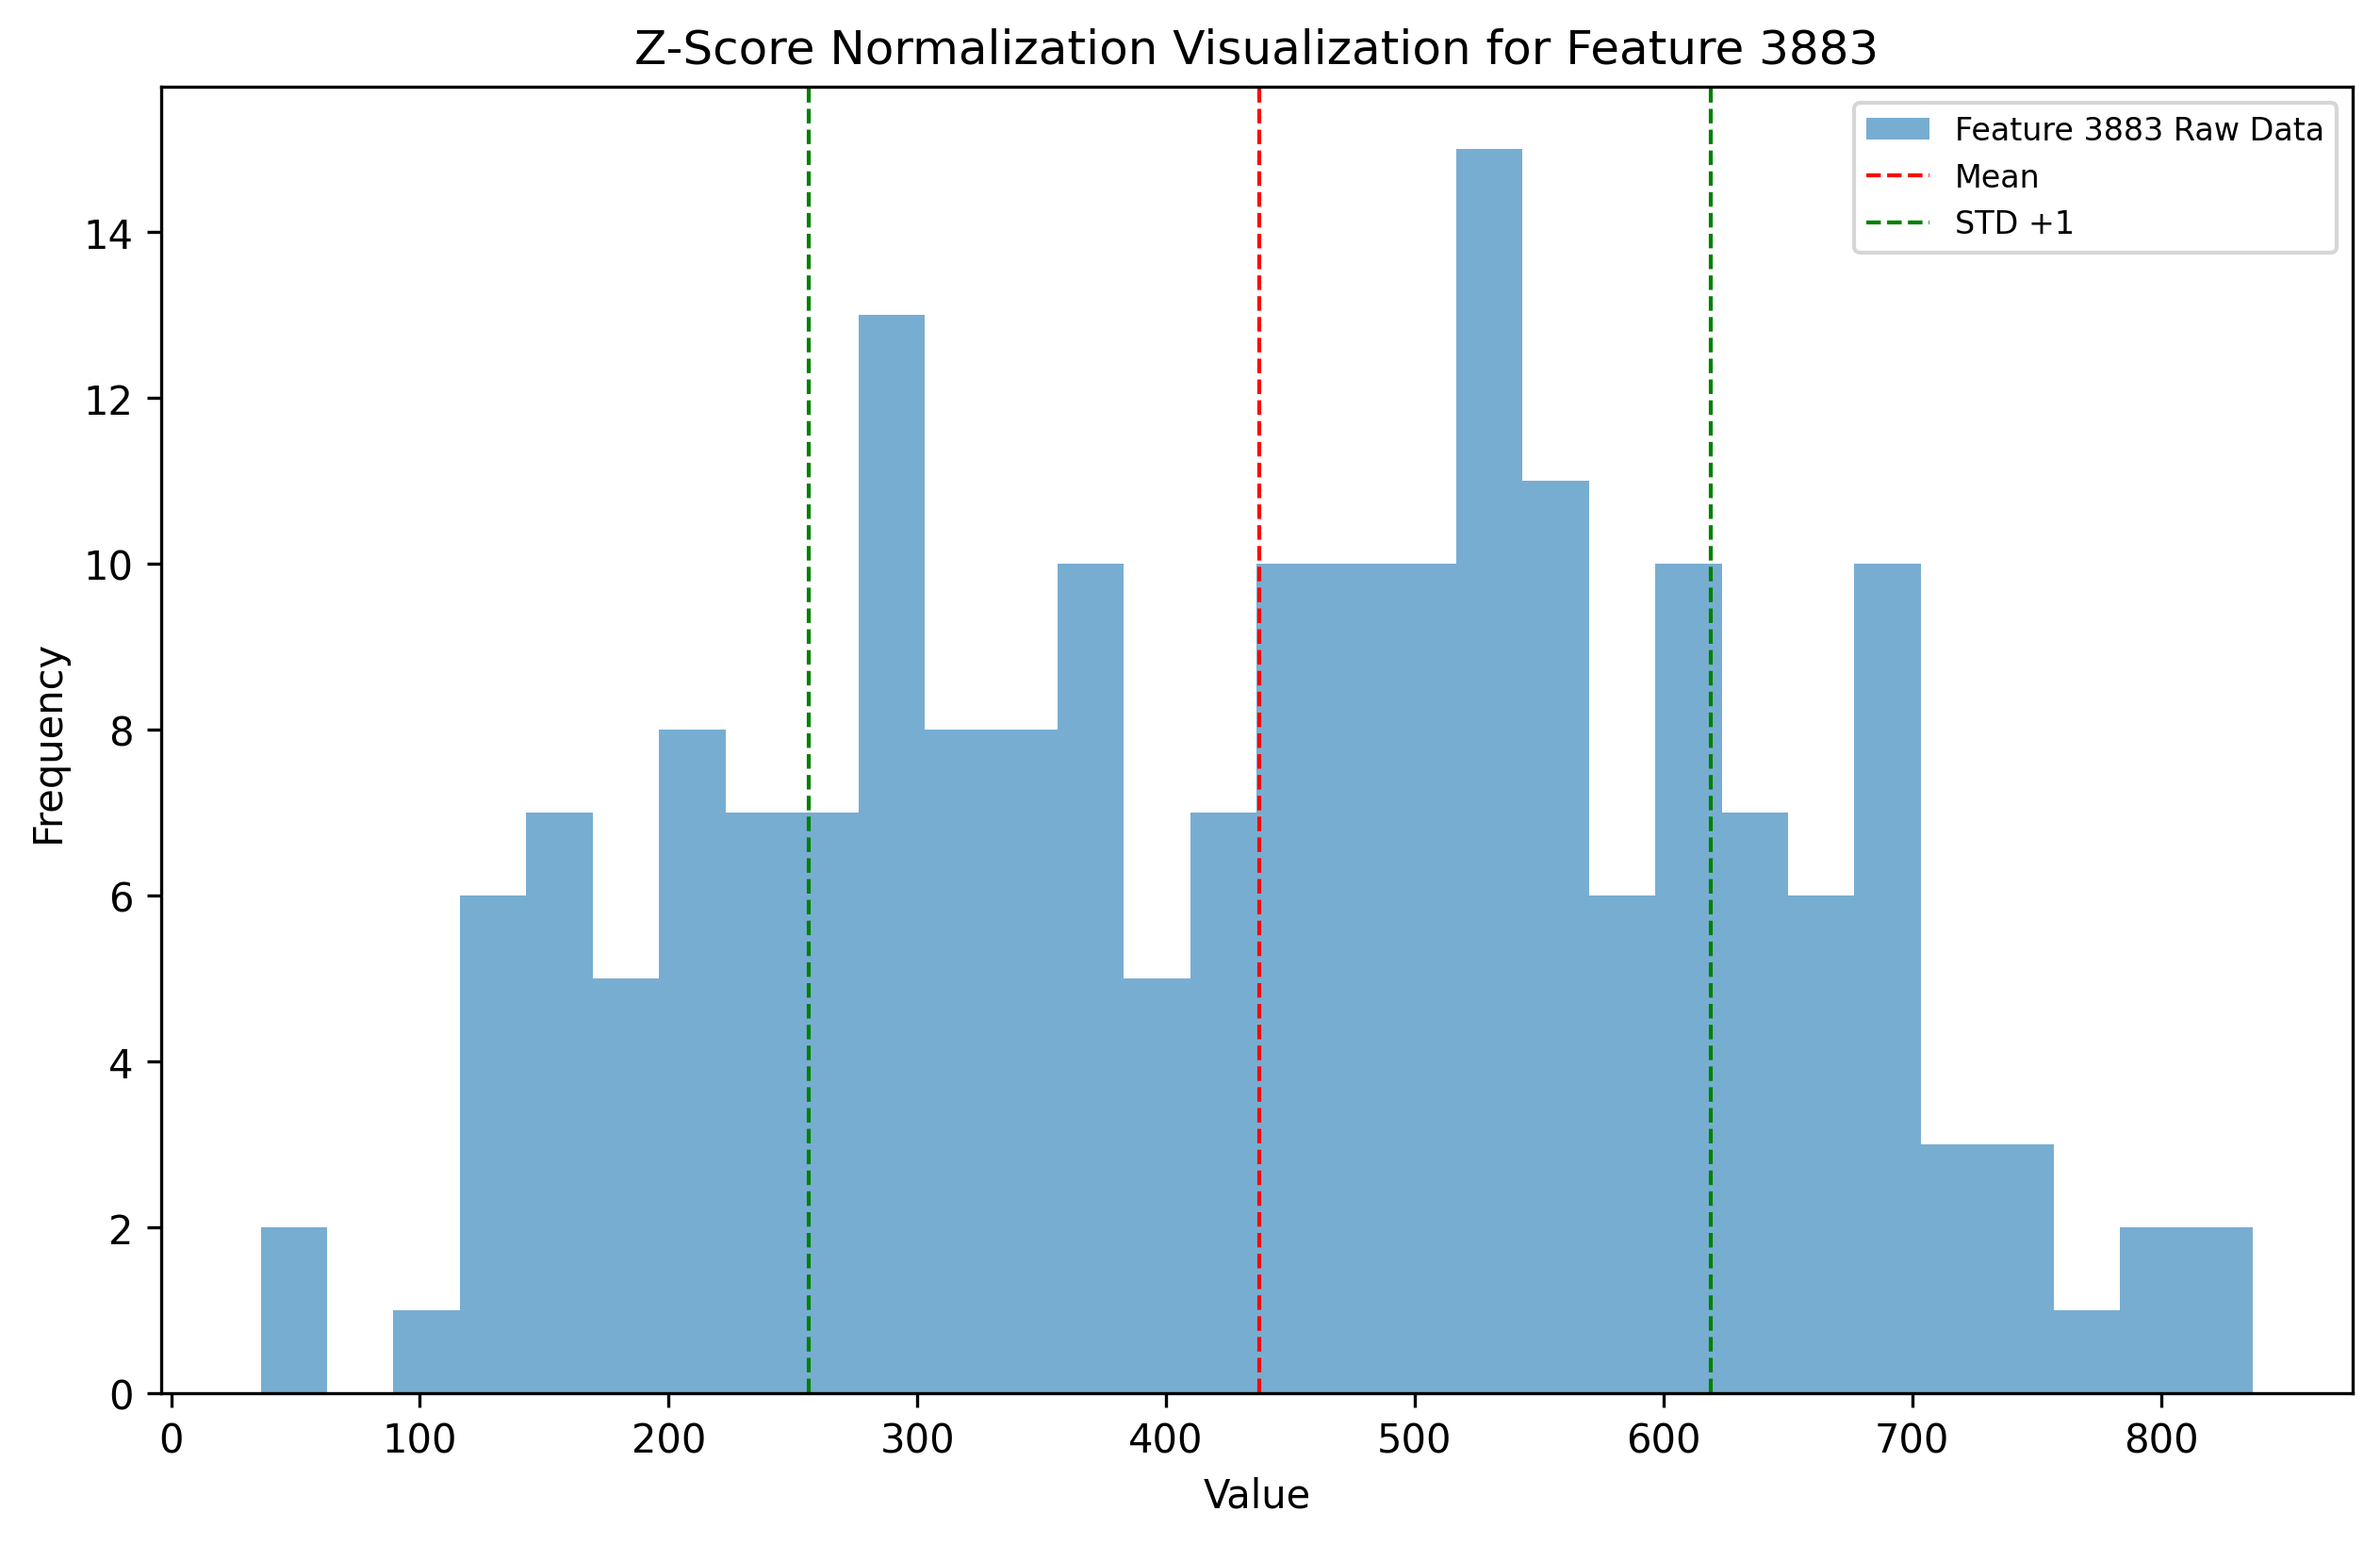 Z-Score Normalization Visualization for Feature 3883
Feature 3883 Raw Data
Mean
STD +1
14
12
10
8
6
4
2
0
Frequency
0 100 200 300 400 500 600 700 800
Value